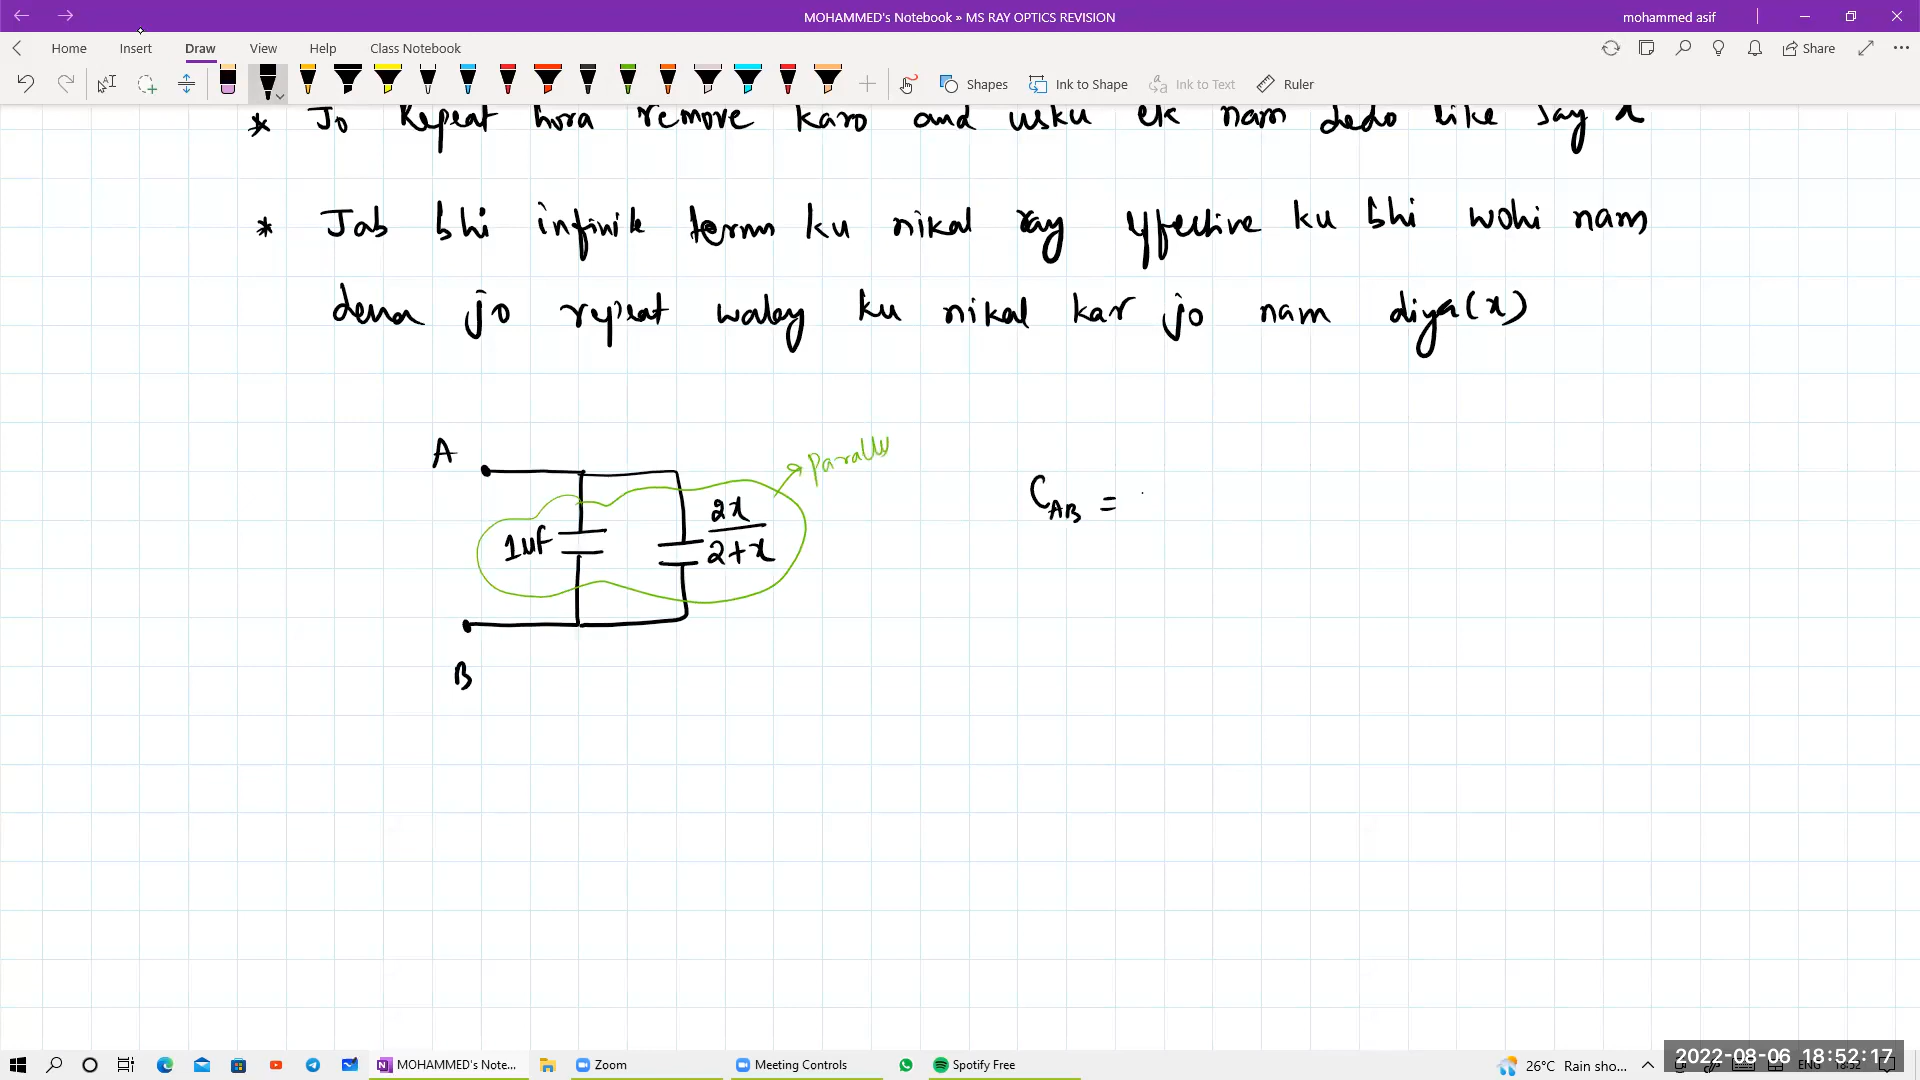 MOHAMMED's Notebook » MS RAY OPTICS REVISION
mohammed asif
Home Insert Draw View Help Class Notebook
Share
Shapes Ink to Shape Ink to Text Ruler
* Jo Repeat hora remove karo and usku ek nam dedo like say x
* Jab bhi infinite terms ku nikal ray effective ku bhi wohi nam
dena jo repeat walay ku nikal kar jo nam diya(x)
A
Parallel
1uF
2x
2+x
C_AB =
B
MOHAMMED's Note...
Zoom
Meeting Controls
Spotify Free
26°C Rain sho...
2022-08-06 18:52:17